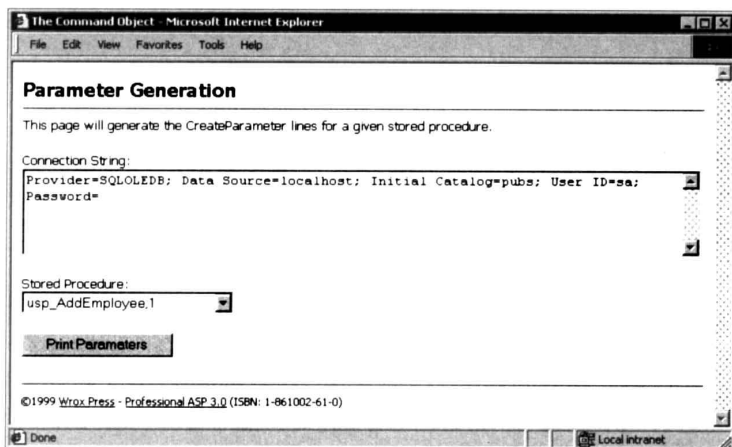 The Command Object - Microsoft Internet Explorer
File Edit View Favorites Tools Help
Parameter Generation
This page will generate the CreateParameter lines for a given stored procedure.
Connection String:
Provider=SQLOLEDB; Data Source=localhost; Initial Catalog=pubs; User ID=sa;
Password=
Stored Procedure:
usp_AddEmployee,1
Print Parameters
©1999 Wrox Press - Professional ASP 3.0 (ISBN: 1-861002-61-0)
Done
Local intranet